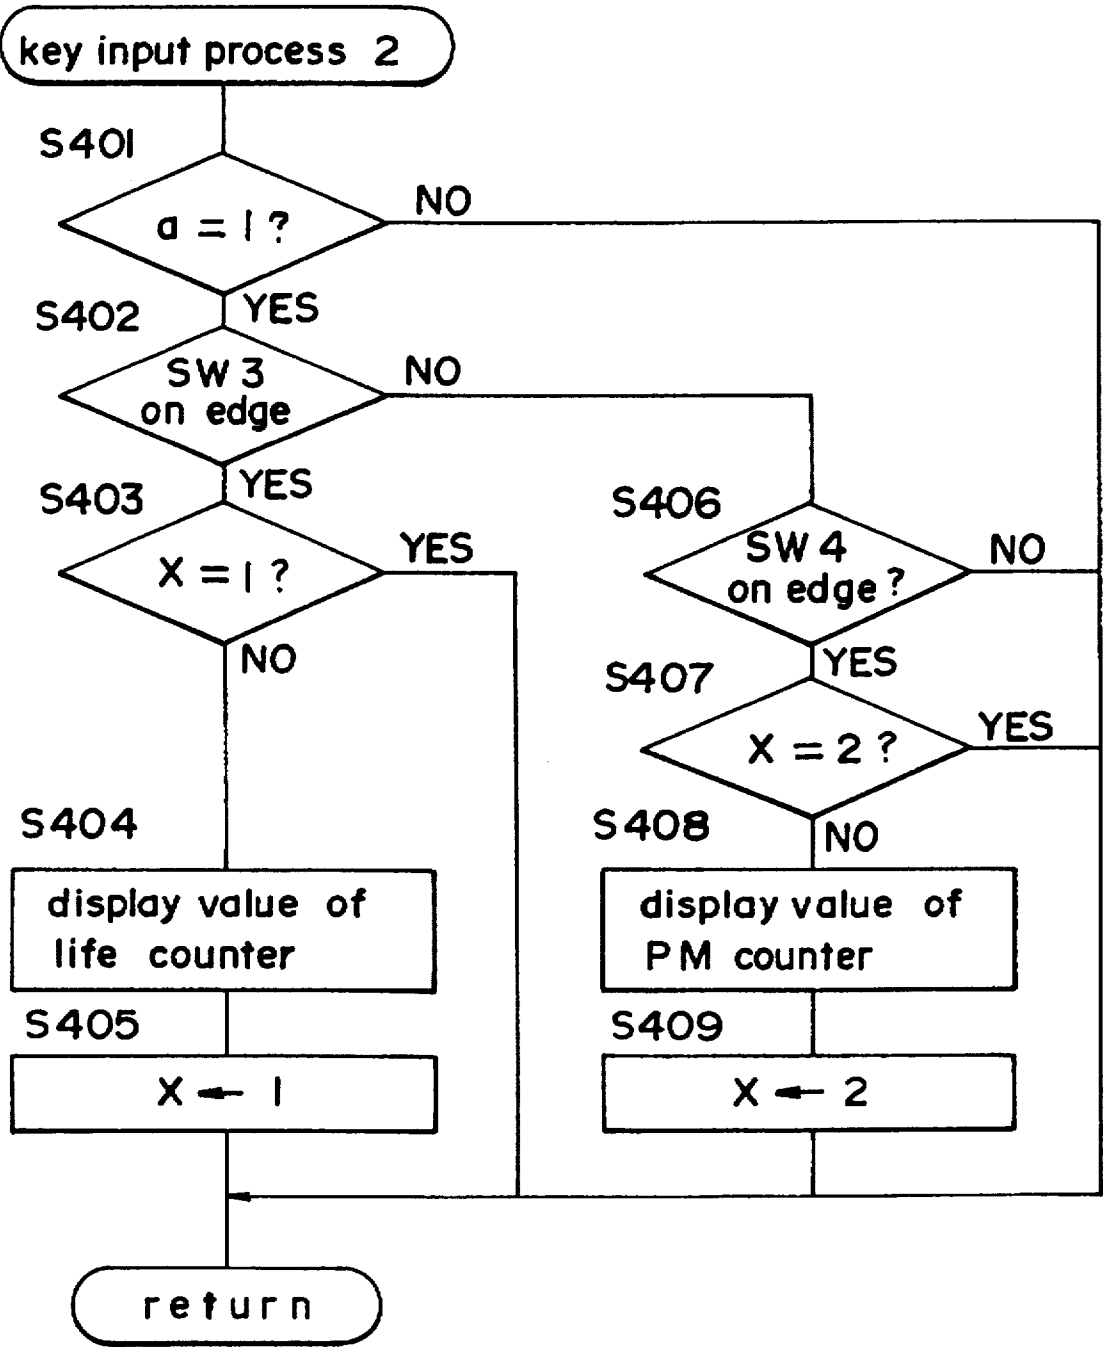 key input process 2
S401
a = 1 ?
NO
YES
S402
SW 3
on edge
NO
YES
S403
X = 1 ?
YES
NO
S406
SW 4
on edge ?
NO
YES
S407
X = 2 ?
YES
NO
S404
display value of
life counter
S408
display value of
PM counter
S405
X ← 1
S409
X ← 2
return